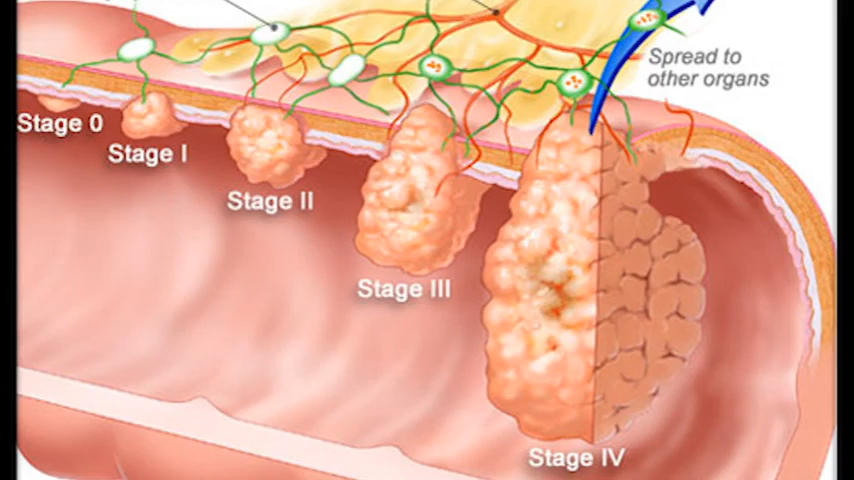 Spread to
other organs
Stage 0
Stage I
Stage II
Stage III
Stage IV